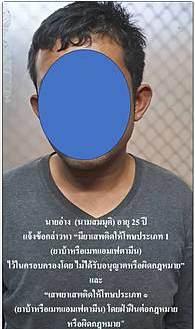 นายอ่าง (นามสมมุติ) อายุ 25 ปี
แจ้งข้อกล่าวหา “มียาเสพติดให้โทษประเภท 1
(ยาบ้าหรือเมทแอมเฟตามีน)
ไว้ในครอบครองโดย ไม่ได้รับอนุญาตหรือผิดกฎหมาย”
และ
“เสพยาเสพติดให้โทษประเภท ๑
(ยาบ้าหรือเมทแอมเฟตามีน) โดยฝ่าฝืนต่อกฎหมาย
หรือผิดกฎหมาย”